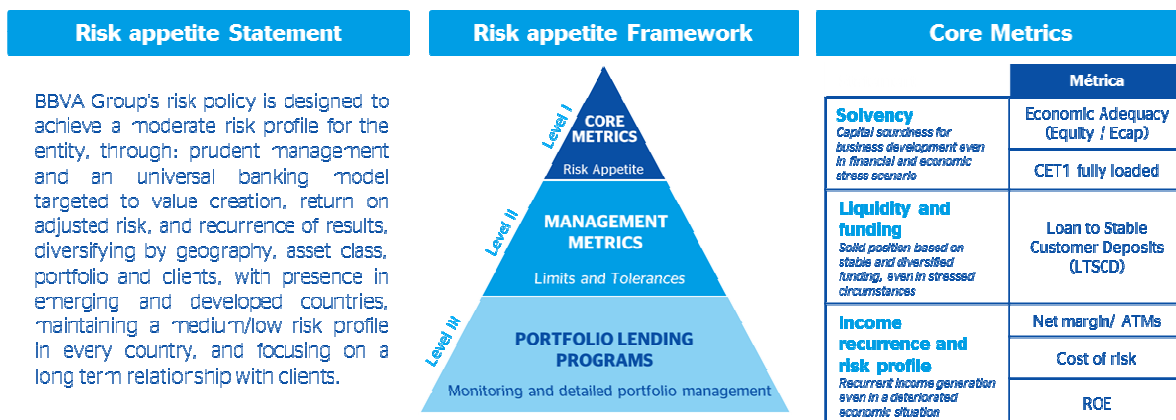 Risk appetite Statement
BBVA Group's risk policy is designed to
achieve a moderate risk profile for the
entity, through: prudent management
and an universal banking model
targeted to value creation, return on
adjusted risk, and recurrence of results,
diversifying by geography, asset class,
portfolio and clients, with presence in
emerging and developed countries,
maintaining a medium/low risk profile
in every country, and focusing on a
long term relationship with clients.
Risk appetite Framework
Level I
CORE
METRICS
Risk Appetite
Level II
MANAGEMENT
METRICS
Limits and Tolerances
Level III
PORTFOLIO LENDING
PROGRAMS
Monitoring and detailed portfolio management
Core Metrics
Métrica
Solvency
Capital soundness for
business development even
in financial and economic
stress scenario
Economic Adequacy
(Equity / Ecap)
CET1 fully loaded
Liquidity and
funding
Solid position based on
stable and diversified
funding, even in stressed
circumstances
Loan to Stable
Customer Deposits
(LTSCD)
Income
recurrence and
risk profile
Recurrent income generation
even in a deteriorated
economic situation
Net margin/ ATMs
Cost of risk
ROE